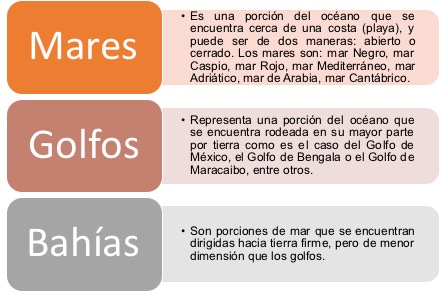 Mares
• Es una porción del océano que se
encuentra cerca de una costa (playa), y
puede ser de dos maneras: abierto o
cerrado. Los mares son: mar Negro, mar
Caspio, mar Rojo, mar Mediterráneo, mar
Adriático, mar de Arabia, mar Cantábrico.
Golfos
• Representa una porción del océano que
se encuentra rodeada en su mayor parte
por tierra como es el caso del Golfo de
México, el Golfo de Bengala o el Golfo de
Maracaibo, entre otros.
Bahías
• Son porciones de mar que se encuentran
dirigidas hacia tierra firme, pero de menor
dimensión que los golfos.